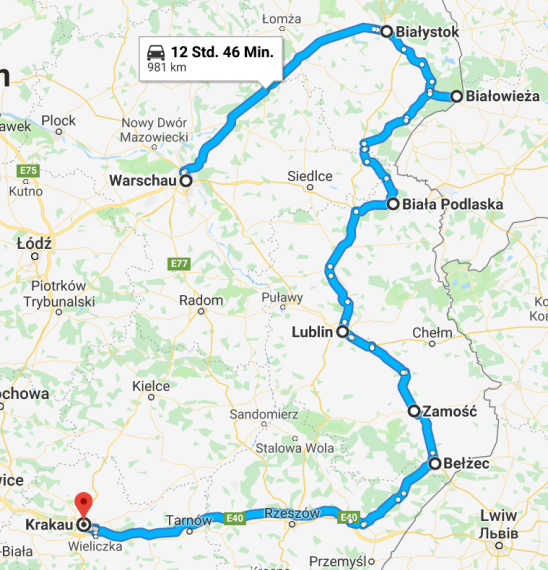 Łomża
Białystok
12 Std. 46 Min.
981 km
Białowieża
Plock
Nowy Dwór
Mazowiecki
E75
Kutno
Warschau
Siedlce
Biała Podlaska
Łódź
E77
Piotrków
Trybunalski
Radom
Puławy
Lublin
Chełm
Kielce
Zamość
Sandomierz
Stalowa Wola
Bełżec
Krakau
Tarnów
E40
Rzeszów
E40
Wieliczka
Lwiw
Львів
Przemyśl